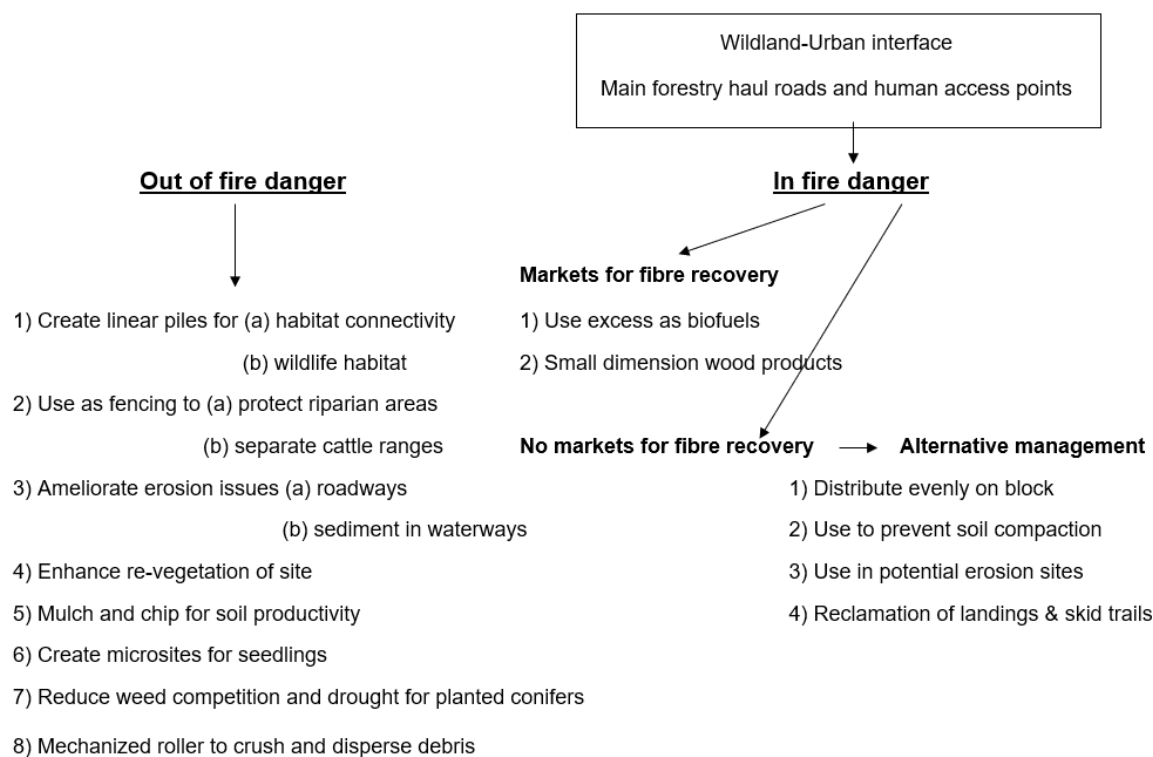 Wildland-Urban interface
Main forestry haul roads and human access points
Out of fire danger
1) Create linear piles for (a) habitat connectivity
(b) wildlife habitat
2) Use as fencing to (a) protect riparian areas
(b) separate cattle ranges
3) Ameliorate erosion issues (a) roadways
(b) sediment in waterways
4) Enhance re-vegetation of site
5) Mulch and chip for soil productivity
6) Create microsites for seedlings
7) Reduce weed competition and drought for planted conifers
8) Mechanized roller to crush and disperse debris
In fire danger
Markets for fibre recovery
1) Use excess as biofuels
2) Small dimension wood products
No markets for fibre recovery
Alternative management
1) Distribute evenly on block
2) Use to prevent soil compaction
3) Use in potential erosion sites
4) Reclamation of landings & skid trails